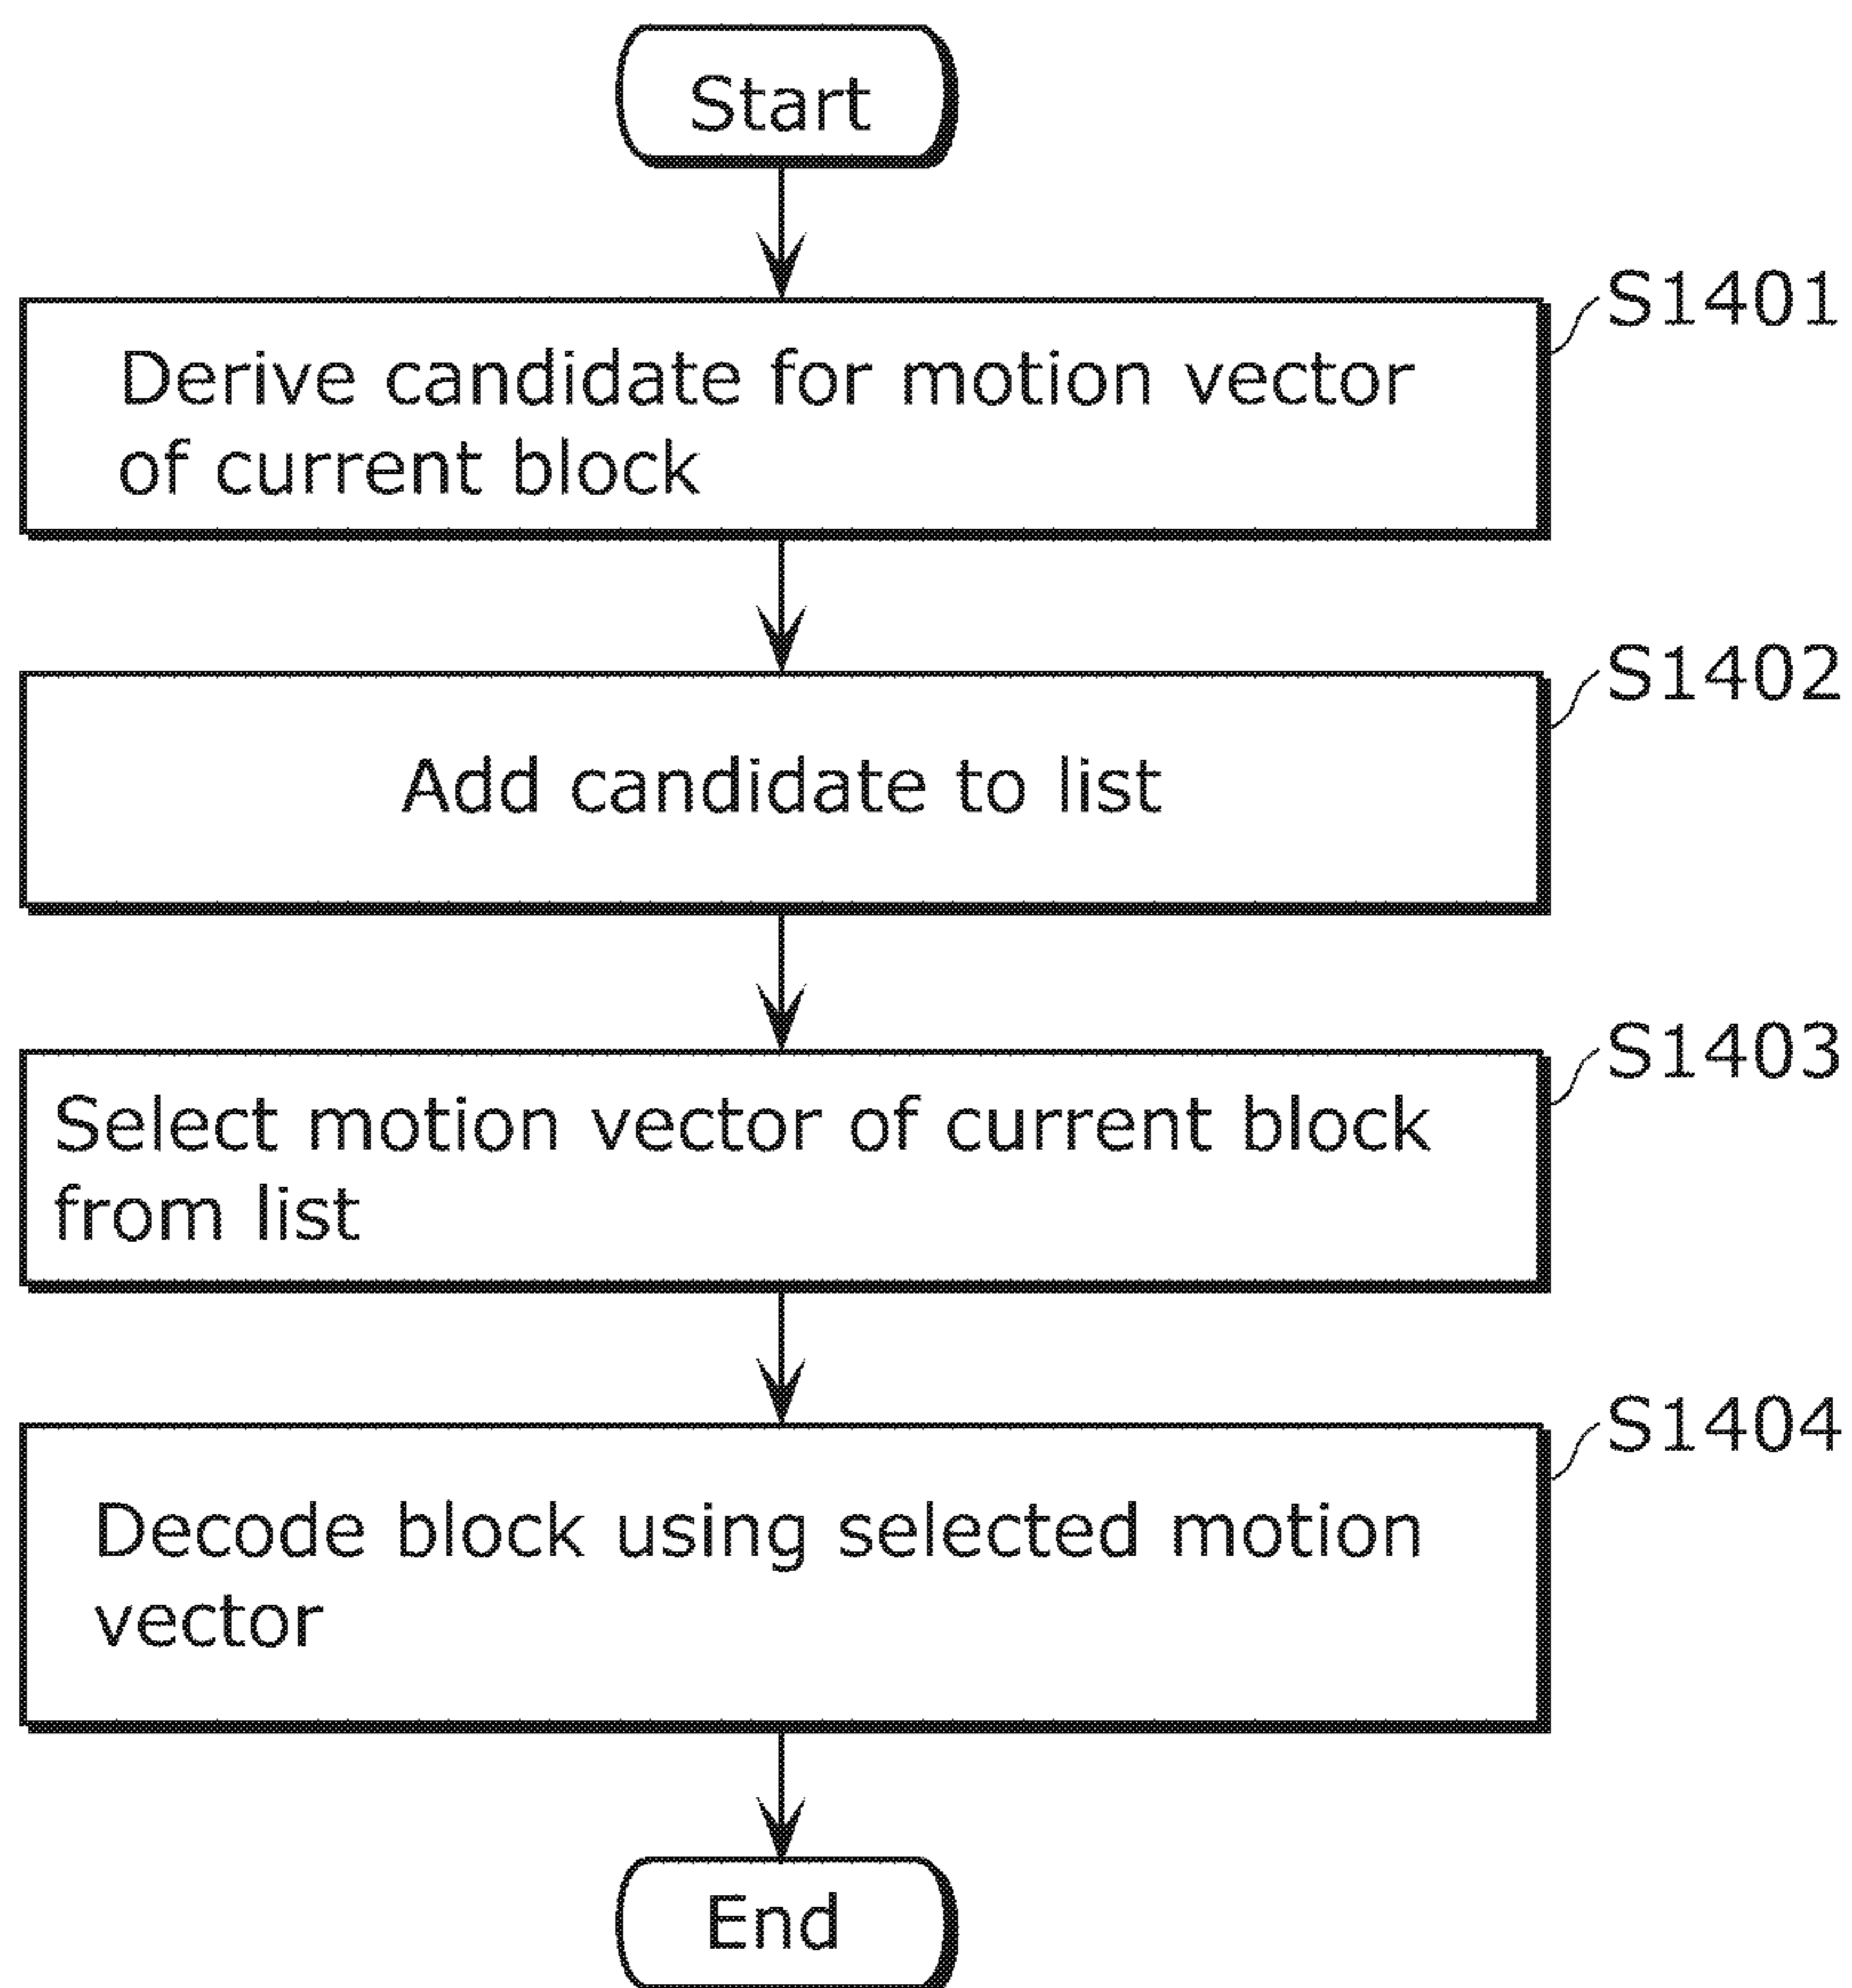 Start
S1401
Derive candidate for motion vector
of current block
S1402
Add candidate to list
S1403
Select motion vector of current block
from list
S1404
Decode block using selected motion
vector
End